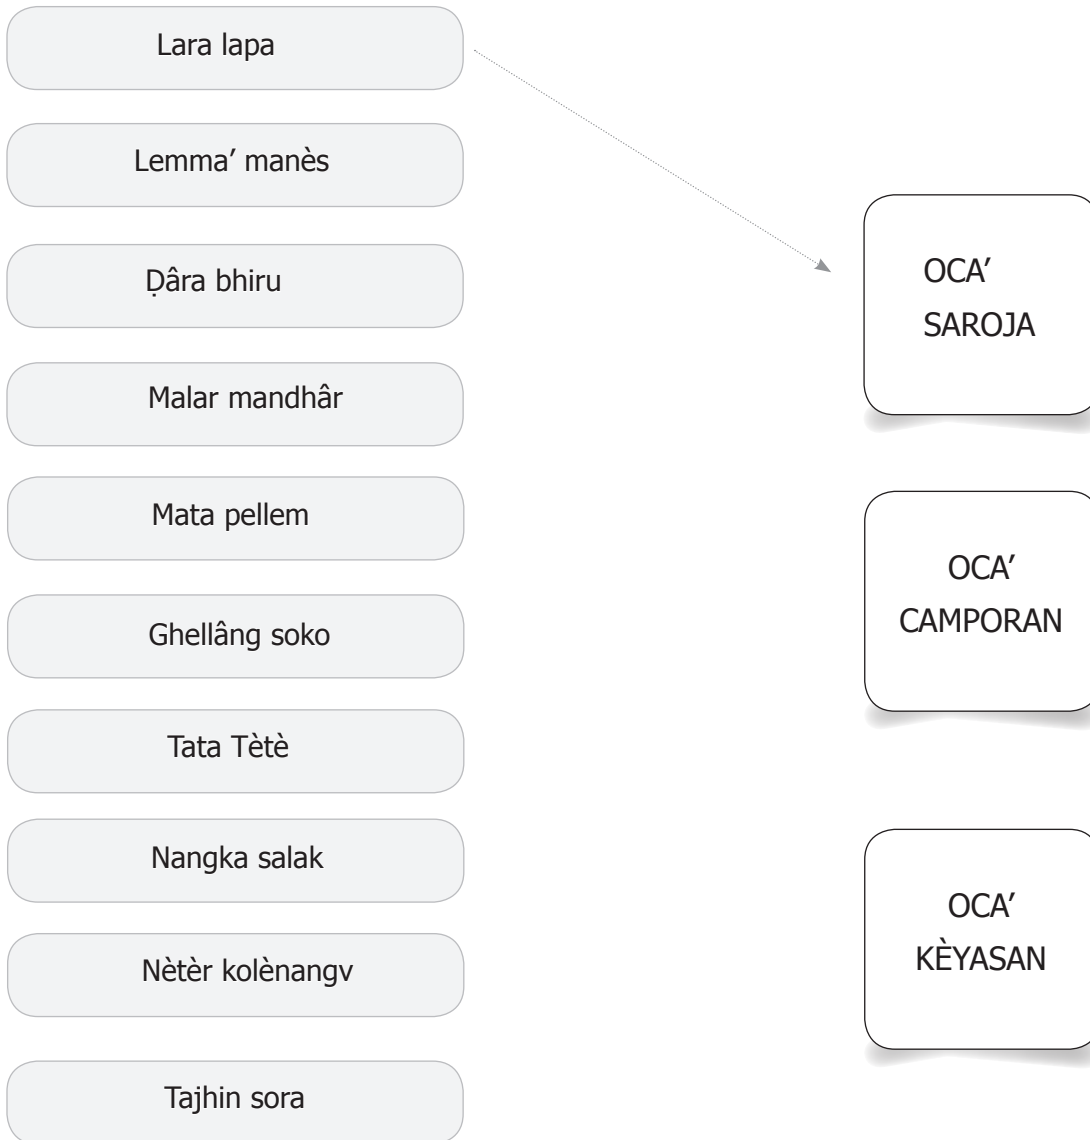 Lara lapa
Lemma’ manès
Ḍâra bhiru
Malar mandhâr
Mata pellem
Ghellâng soko
Tata Tètè
Nangka salak
Nètèr kolènangv
Tajhin sora
OCA’
SAROJA
OCA’
CAMPORAN
OCA’
KÈYASAN